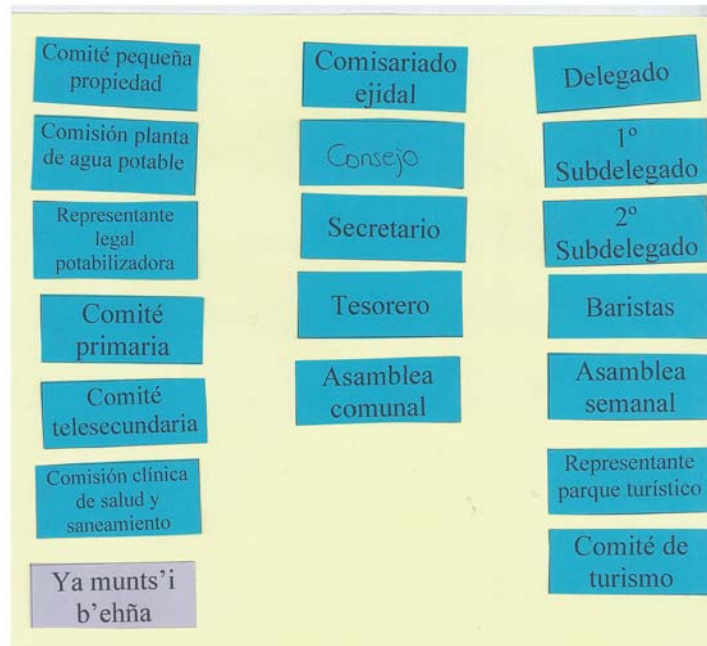 Comité pequeña
propiedad
Comisión planta
de agua potable
Representante
legal
potabilizadora
Comité
primaria
Comité
telesecundaria
Comisión clínica
de salud y
saneamiento
Ya munts’i
b’ehña
Comisariado
ejidal
Consejo
Secretario
Tesorero
Asamblea
comunal
Delegado
1º
Subdelegado
2º
Subdelegado
Baristas
Asamblea
semanal
Representante
parque turístico
Comité de
turismo